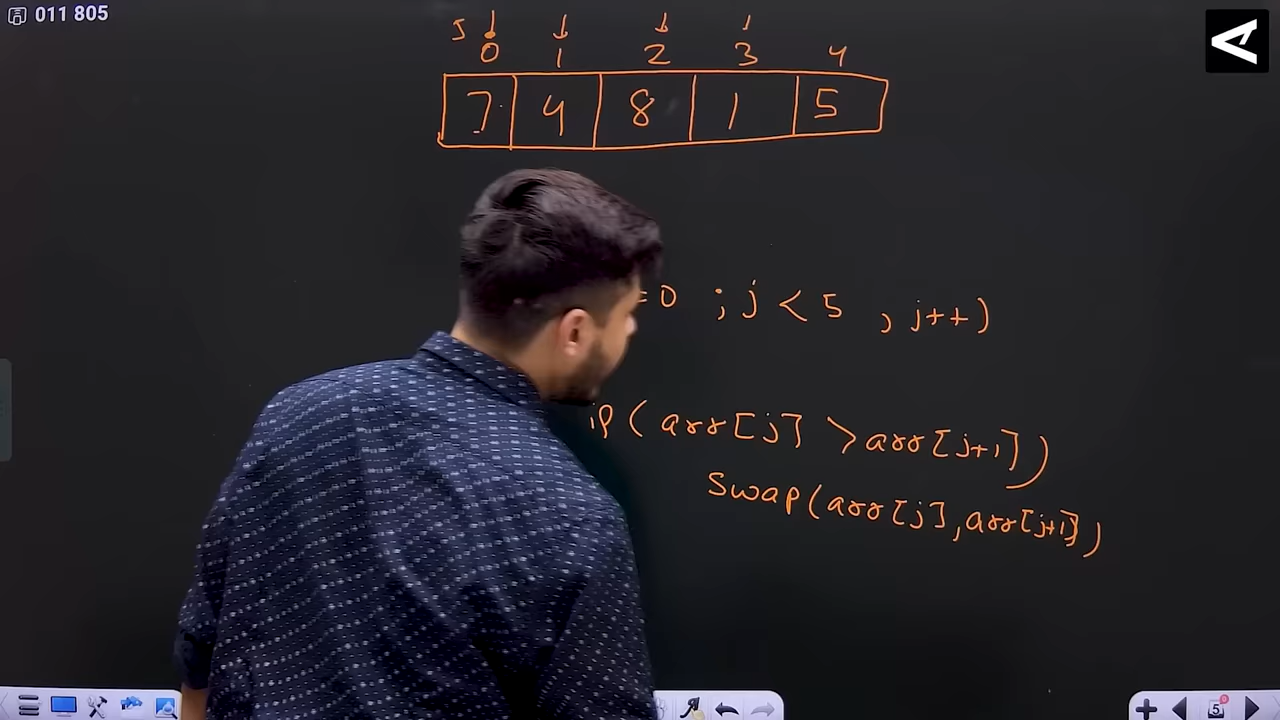 011 805
J
0 1 2 3 4
7 4 8 1 5
=0 ; j < 5 , j++)
if ( arr[j] > arr[j+1])
swap(arr[j],arr[j+1])
5